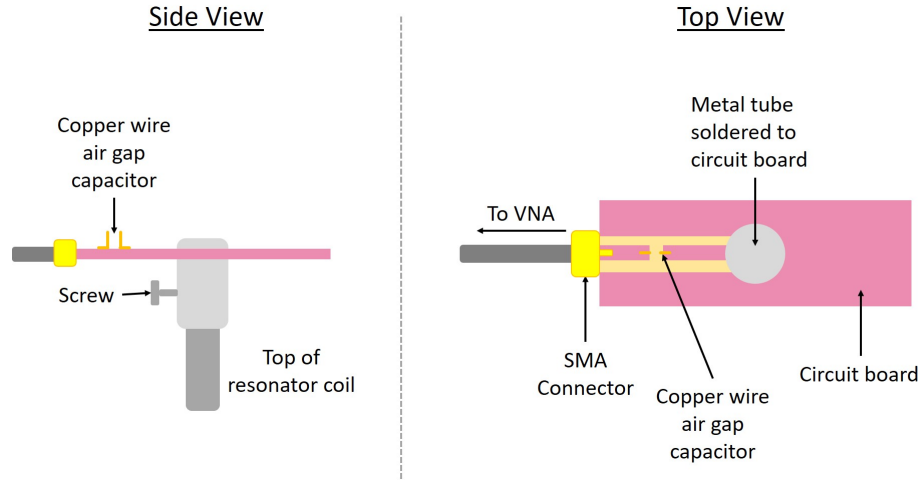 Side View
Copper wire
air gap
capacitor
Screw
Top of
resonator coil
Top View
Metal tube
soldered to
circuit board
To VNA
SMA
Connector
Copper wire
air gap
capacitor
Circuit board